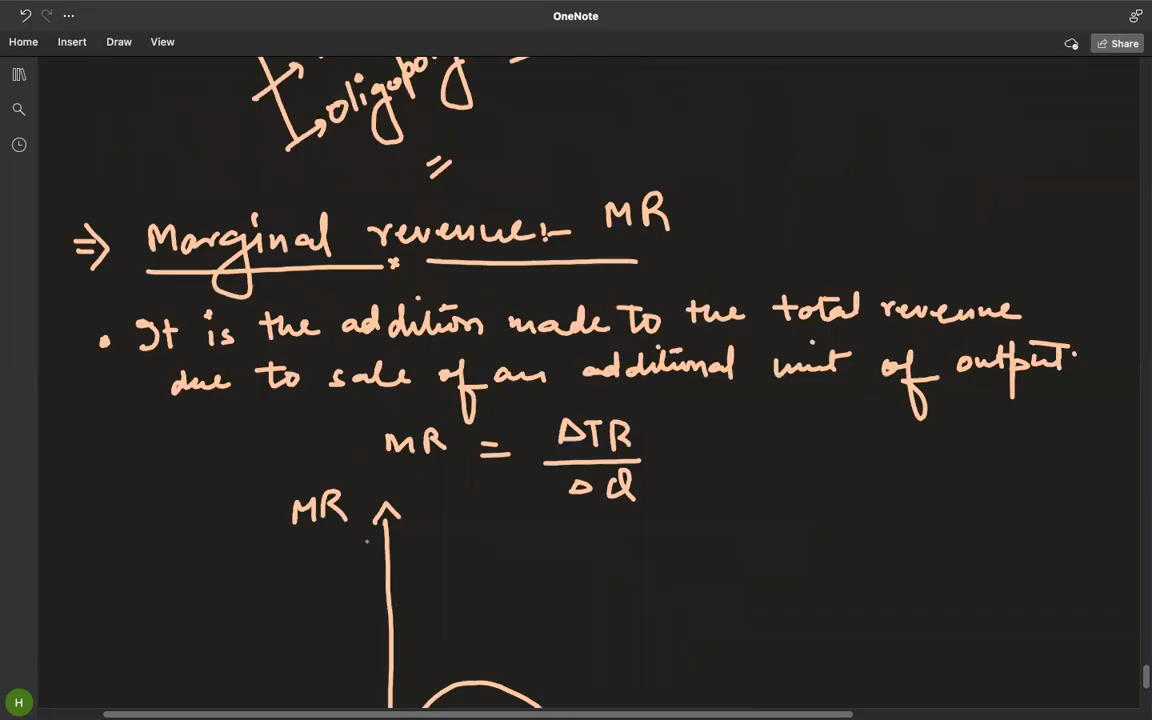 OneNote
Home Insert Draw View Share
oligopoly
⇒ Marginal revenue:- MR
• It is the addition made to the total revenue
due to sale of an additional unit of output.
MR = ΔTR / ΔQ
MR
H